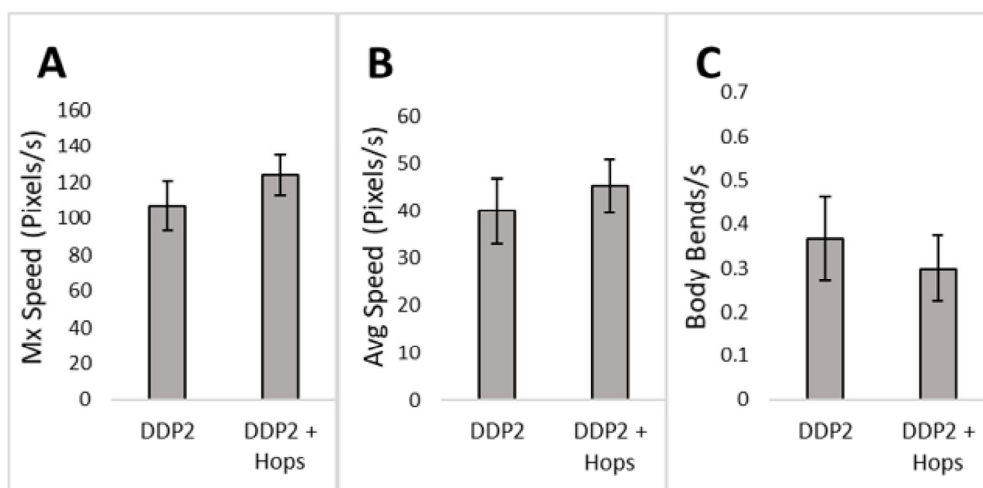 A
Mx Speed (Pixels/s)
160
140
120
100
80
60
40
20
0
DDP2
DDP2 +
Hops
B
Avg Speed (Pixels/s)
60
50
40
30
20
10
0
DDP2
DDP2 +
Hops
C
Body Bends/s
0.7
0.6
0.5
0.4
0.3
0.2
0.1
0
DDP2
DDP2 +
Hops